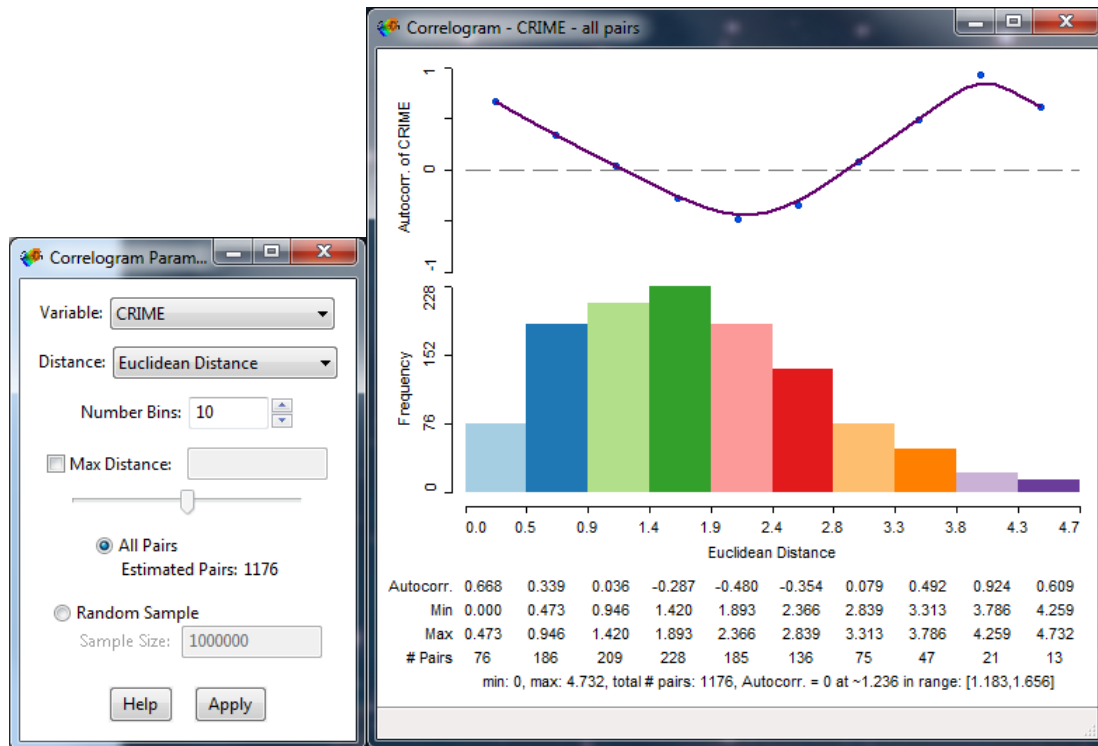 Correlogram Param...
Variable: CRIME
Distance: Euclidean Distance
Number Bins: 10
Max Distance:
All Pairs
Estimated Pairs: 1176
Random Sample
Sample Size: 1000000
Help Apply
Correlogram - CRIME - all pairs
Autocorr. of CRIME
1
0
-1
Frequency
228
152
76
0
0.0 0.5 0.9 1.4 1.9 2.4 2.8 3.3 3.8 4.3 4.7
Euclidean Distance
Autocorr. 0.668 0.339 0.036 -0.287 -0.480 -0.354 0.079 0.492 0.924 0.609
Min 0.000 0.473 0.946 1.420 1.893 2.366 2.839 3.313 3.786 4.259
Max 0.473 0.946 1.420 1.893 2.366 2.839 3.313 3.786 4.259 4.732
# Pairs 76 186 209 228 185 136 75 47 21 13
min: 0, max: 4.732, total # pairs: 1176, Autocorr. = 0 at ~1.236 in range: [1.183,1.656]